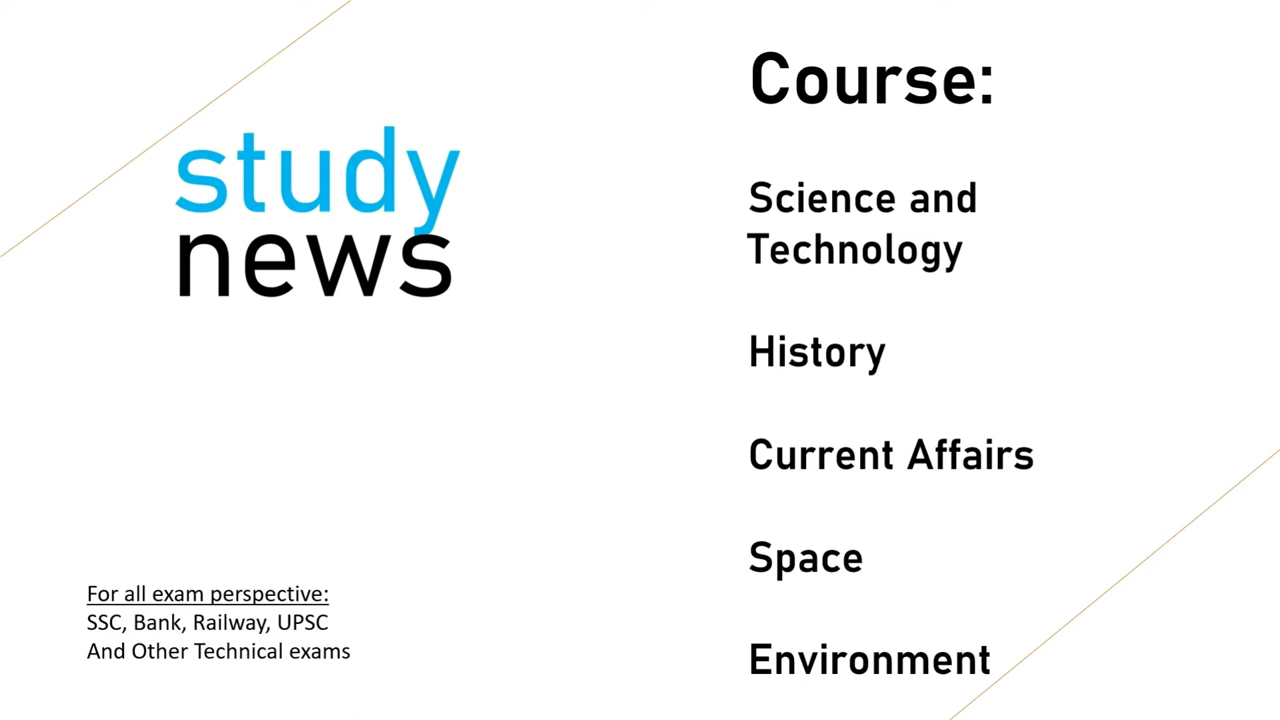 study
news
For all exam perspective:
SSC, Bank, Railway, UPSC
And Other Technical exams
Course:
Science and
Technology
History
Current Affairs
Space
Environment